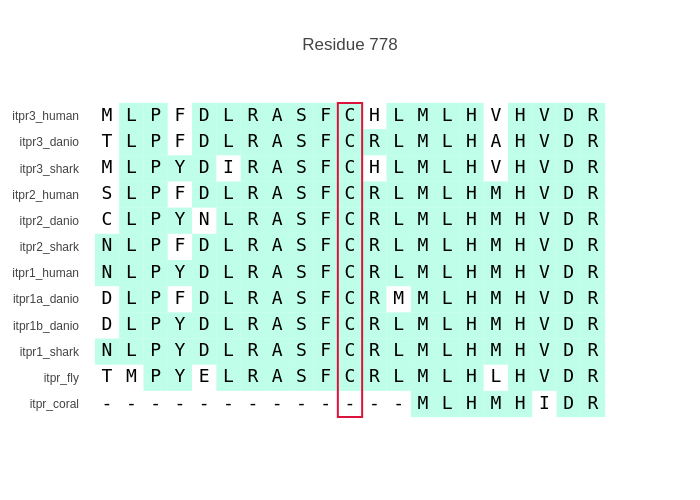 Residue 778
itpr3_human M L P F D L R A S F C H L M L H V H V D R
itpr3_danio T L P F D L R A S F C R L M L H A H V D R
itpr3_shark M L P Y D I R A S F C H L M L H V H V D R
itpr2_human S L P F D L R A S F C R L M L H M H V D R
itpr2_danio C L P Y N L R A S F C R L M L H M H V D R
itpr2_shark N L P F D L R A S F C R L M L H M H V D R
itpr1_human N L P Y D L R A S F C R L M L H M H V D R
itpr1a_danio D L P F D L R A S F C R M M L H M H V D R
itpr1b_danio D L P Y D L R A S F C R L M L H M H V D R
itpr1_shark N L P Y D L R A S F C R L M L H M H V D R
itpr_fly T M P Y E L R A S F C R L M L H L H V D R
itpr_coral - - - - - - - - - - - - - M L H M H I D R